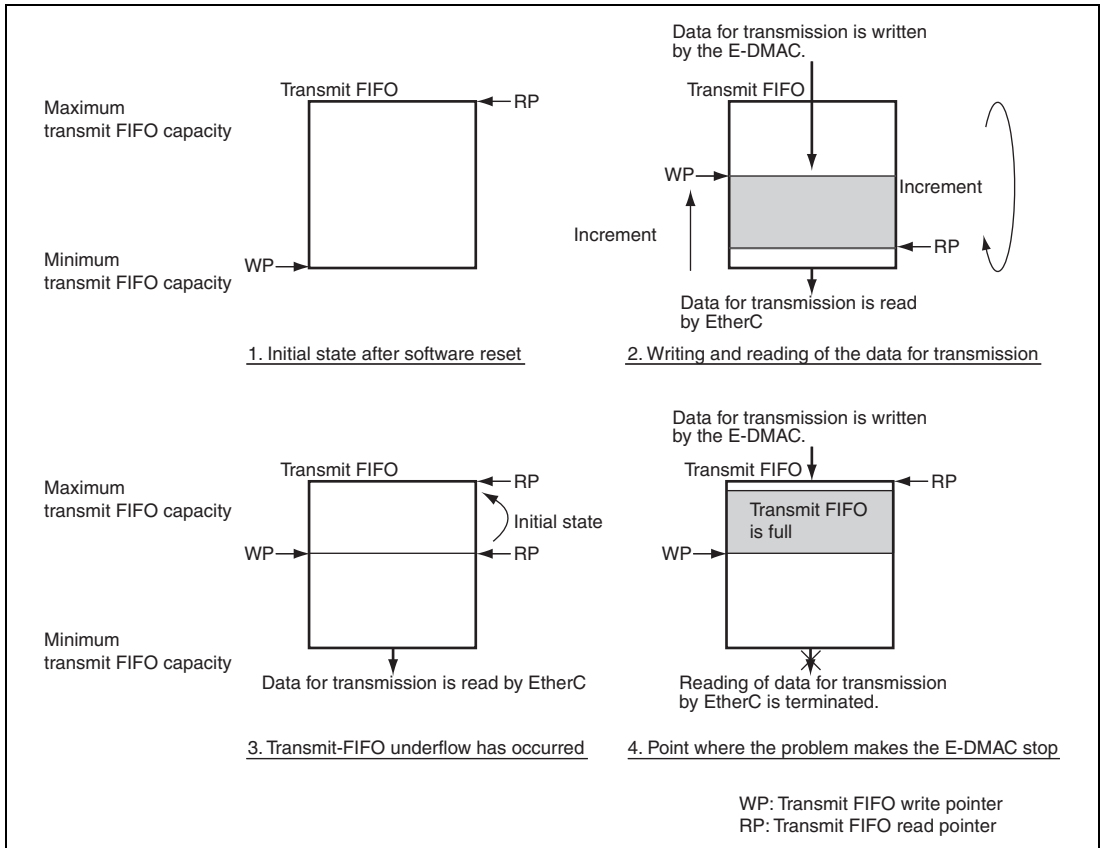 Maximum
transmit FIFO capacity
Transmit FIFO
RP
WP
Minimum
transmit FIFO capacity
1. Initial state after software reset
Data for transmission is written
by the E-DMAC.
Transmit FIFO
WP
Increment
Increment
RP
Data for transmission is read
by EtherC
2. Writing and reading of the data for transmission
Maximum
transmit FIFO capacity
Transmit FIFO
RP
Initial state
WP
RP
Minimum
transmit FIFO capacity
Data for transmission is read by EtherC
3. Transmit-FIFO underflow has occurred
Data for transmission is written
by the E-DMAC.
Transmit FIFO
RP
Transmit FIFO
is full
WP
Reading of data for transmission
by EtherC is terminated.
4. Point where the problem makes the E-DMAC stop
WP: Transmit FIFO write pointer
RP: Transmit FIFO read pointer